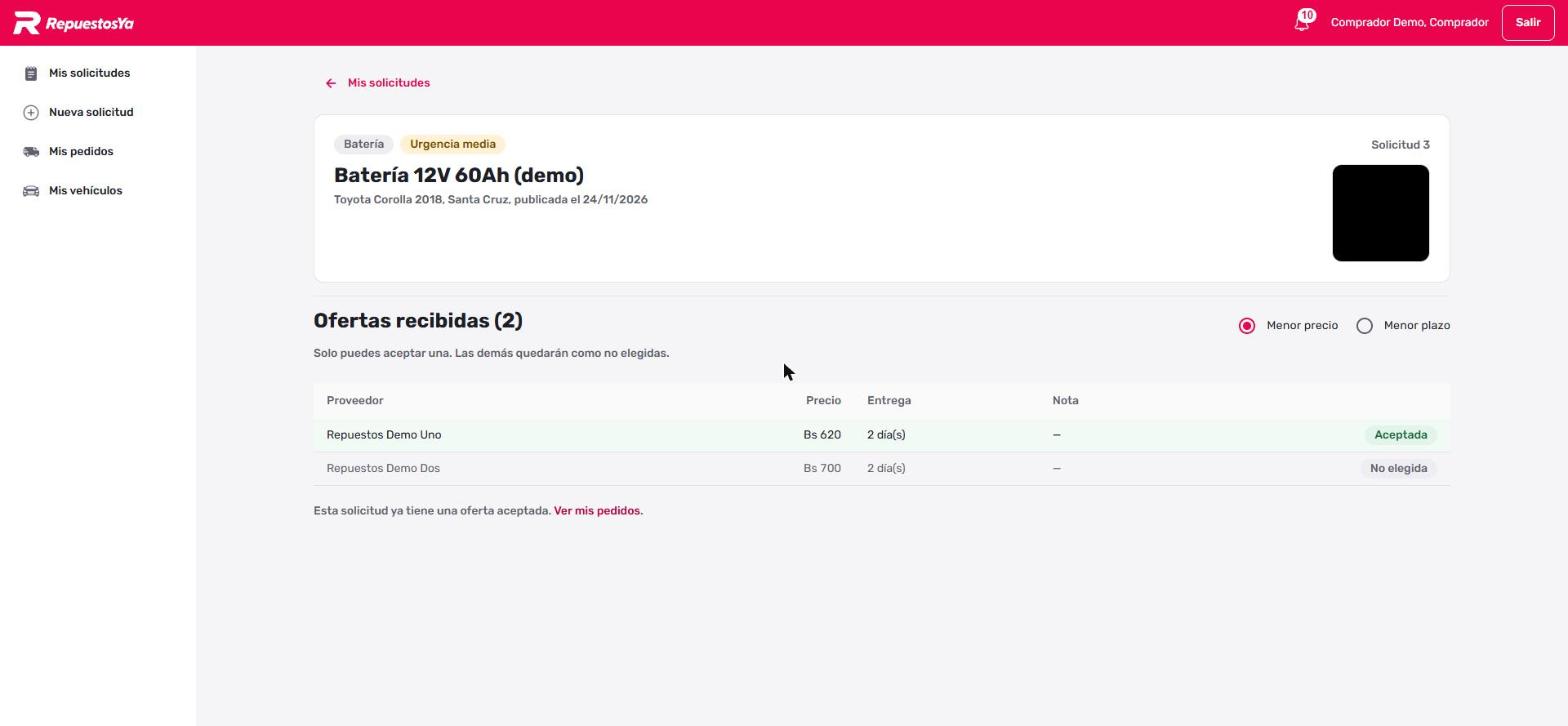 RepuestosYa
10
Comprador Demo, Comprador
Salir
Mis solicitudes
Nueva solicitud
Mis pedidos
Mis vehículos
Mis solicitudes
Batería
Urgencia media
Solicitud 3
Batería 12V 60Ah (demo)
Toyota Corolla 2018, Santa Cruz, publicada el 24/11/2026
Ofertas recibidas (2)
Menor precio
Menor plazo
Solo puedes aceptar una. Las demás quedarán como no elegidas.
Proveedor Precio Entrega Nota
Repuestos Demo Uno Bs 620 2 día(s) — Aceptada
Repuestos Demo Dos Bs 700 2 día(s) — No elegida
Esta solicitud ya tiene una oferta aceptada. Ver mis pedidos.